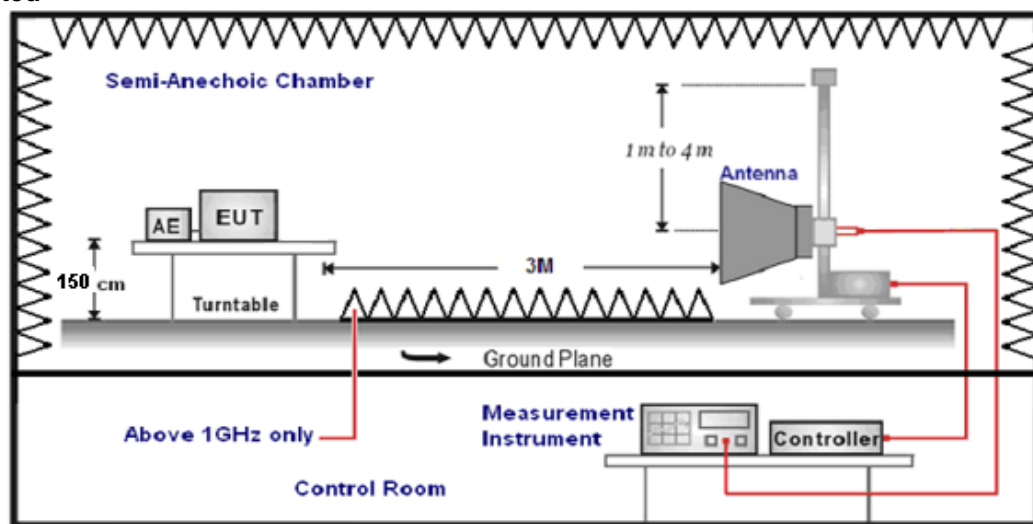 Semi-Anechoic Chamber
1 m to 4 m
Antenna
AE
EUT
150 cm
3M
Turntable
Ground Plane
Above 1GHz only
Measurement
Instrument
Controller
Control Room